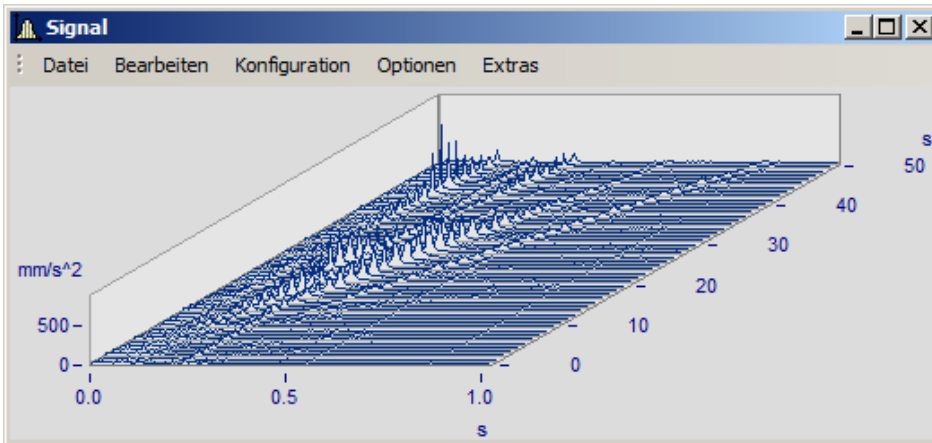 Signal
Datei Bearbeiten Konfiguration Optionen Extras
s
50
40
30
mm/s^2
20
500
10
0
0
0.0 0.5 1.0
s